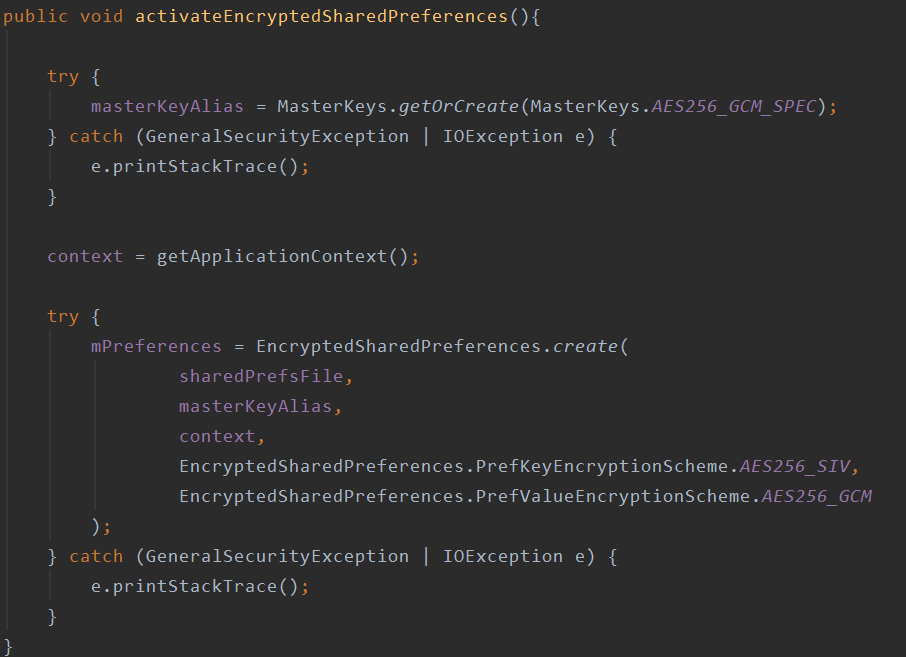 public void activateEncryptedSharedPreferences(){
try {
masterKeyAlias = MasterKeys.getOrCreate(MasterKeys.AES256_GCM_SPEC);
} catch (GeneralSecurityException | IOException e) {
e.printStackTrace();
}
context = getApplicationContext();
try {
mPreferences = EncryptedSharedPreferences.create(
sharedPrefsFile,
masterKeyAlias,
context,
EncryptedSharedPreferences.PrefKeyEncryptionScheme.AES256_SIV,
EncryptedSharedPreferences.PrefValueEncryptionScheme.AES256_GCM
);
} catch (GeneralSecurityException | IOException e) {
e.printStackTrace();
}
}